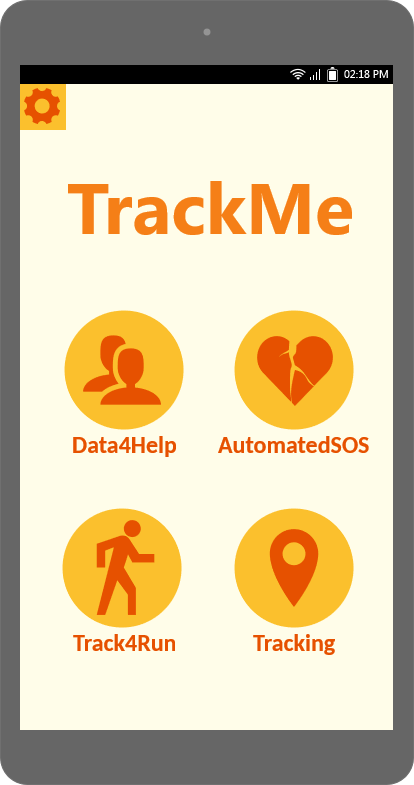 02:18 PM
TrackMe
Data4Help
AutomatedSOS
Track4Run
Tracking